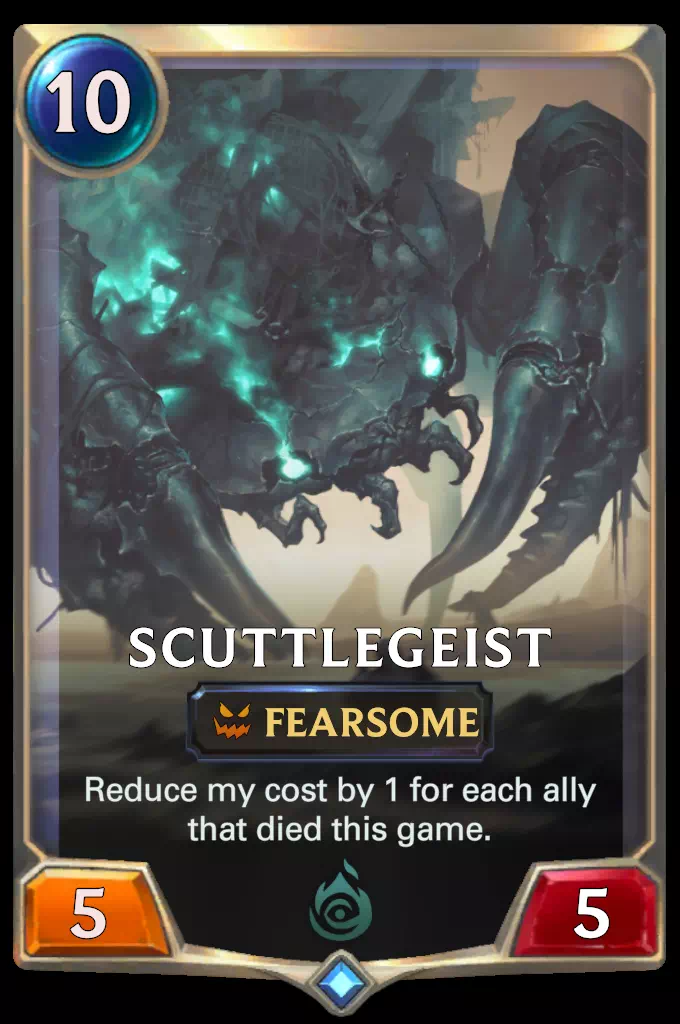 10
SCUTTLEGEIST
FEARSOME
Reduce my cost by 1 for each ally
that died this game.
5
5